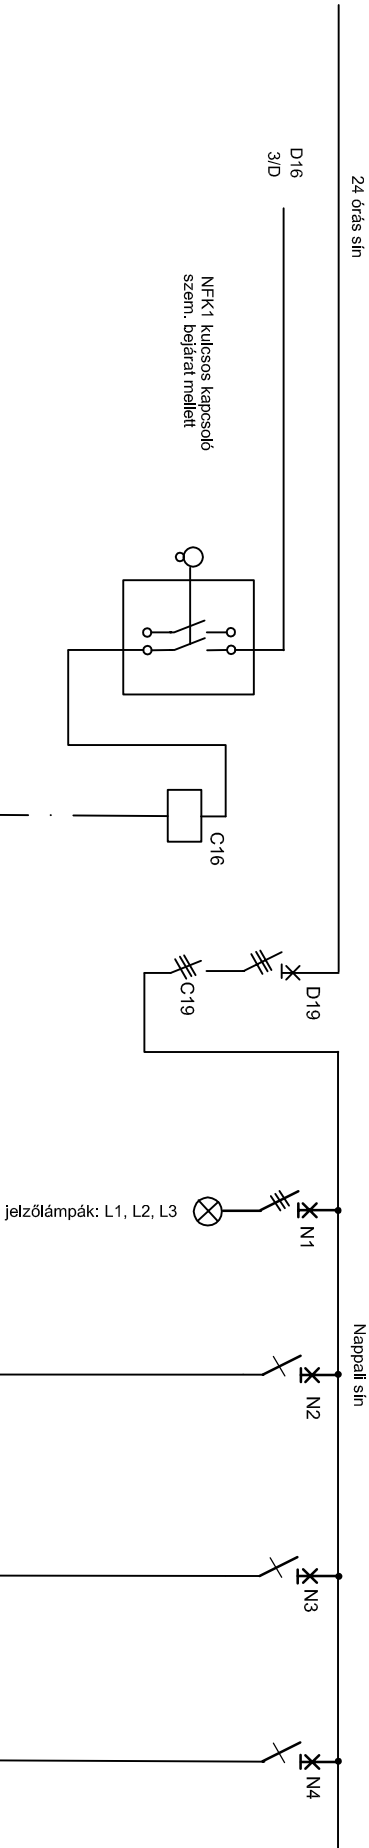 24 órás sín
D16
3/D
NFK1 kulcsos kapcsoló
szem. bejárat mellett
C16
D19
C19
N1
jelzőlámpák: L1, L2, L3
Nappali sín
N2
N3
N4